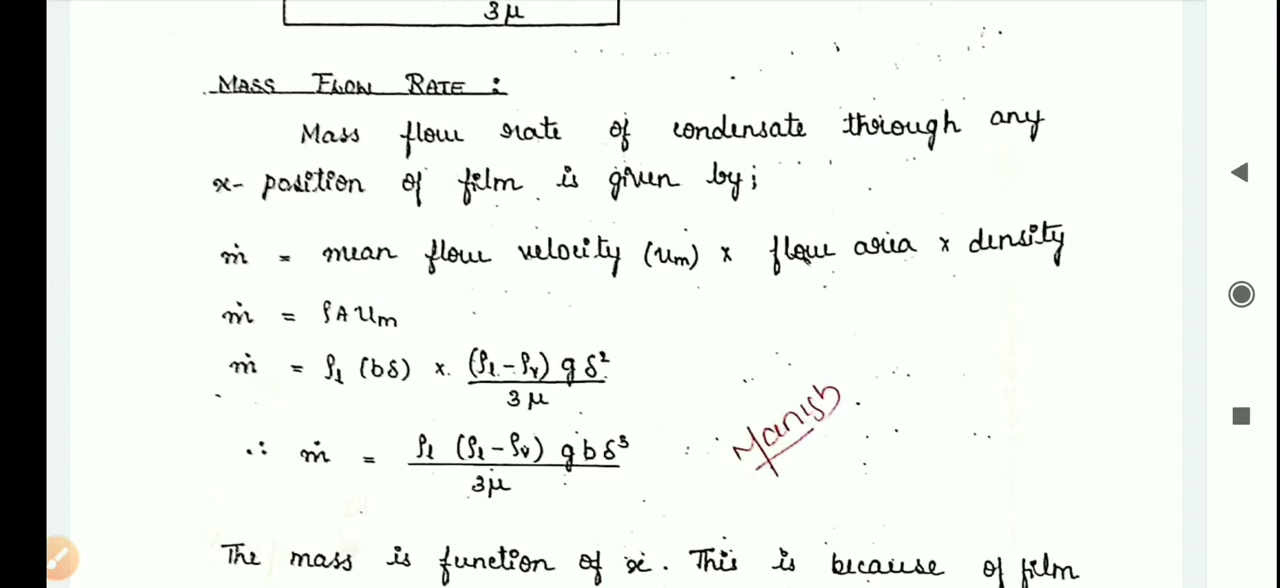 3μ
MASS FLOW RATE :
Mass flow rate of condensate through any
x- position of film is given by;
ṁ = mean flow velocity (um) x flow area x density
ṁ = ρ A Um
ṁ = ρl (bδ) x (ρl - ρv) g δ² / 3μ
∴ ṁ = ρl (ρl - ρv) g b δ³ / 3μ
Manish
The mass is function of x. This is because of film